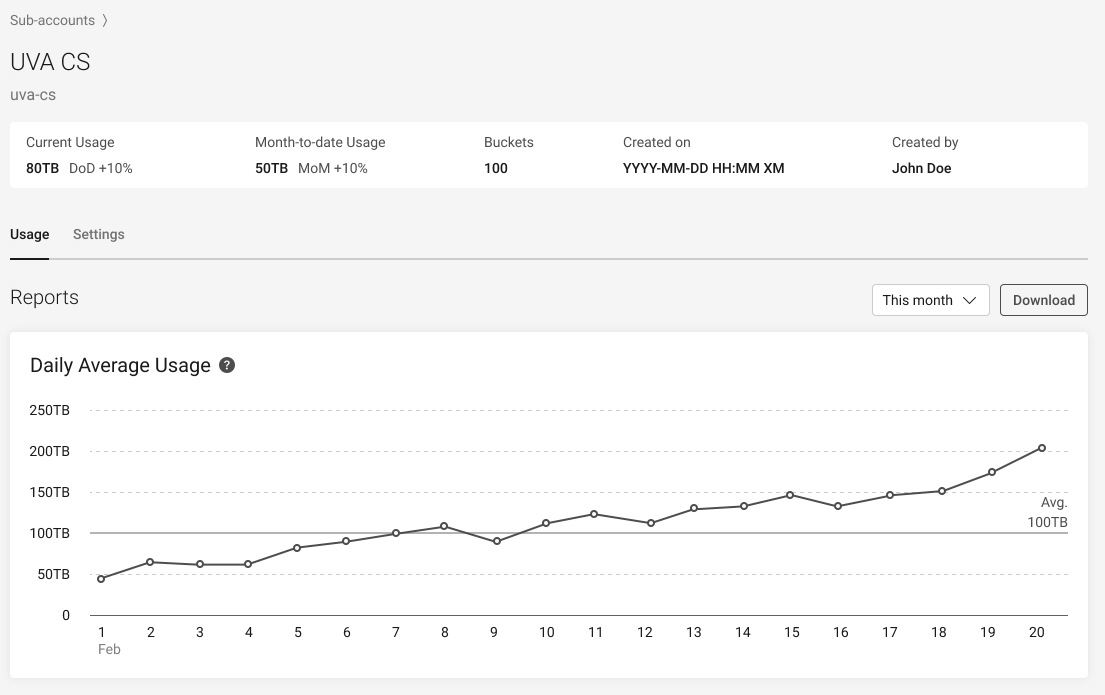 Sub-accounts 〉
UVA CS
uva-cs
Current Usage Month-to-date Usage Buckets Created on Created by
80TB DoD +10% 50TB MoM +10% 100 YYYY-MM-DD HH:MM XM John Doe
Usage Settings
Reports This month Download
Daily Average Usage ?
250TB
200TB
150TB
Avg.
100TB
100TB
50TB
0
1 2 3 4 5 6 7 8 9 10 11 12 13 14 15 16 17 18 19 20
Feb